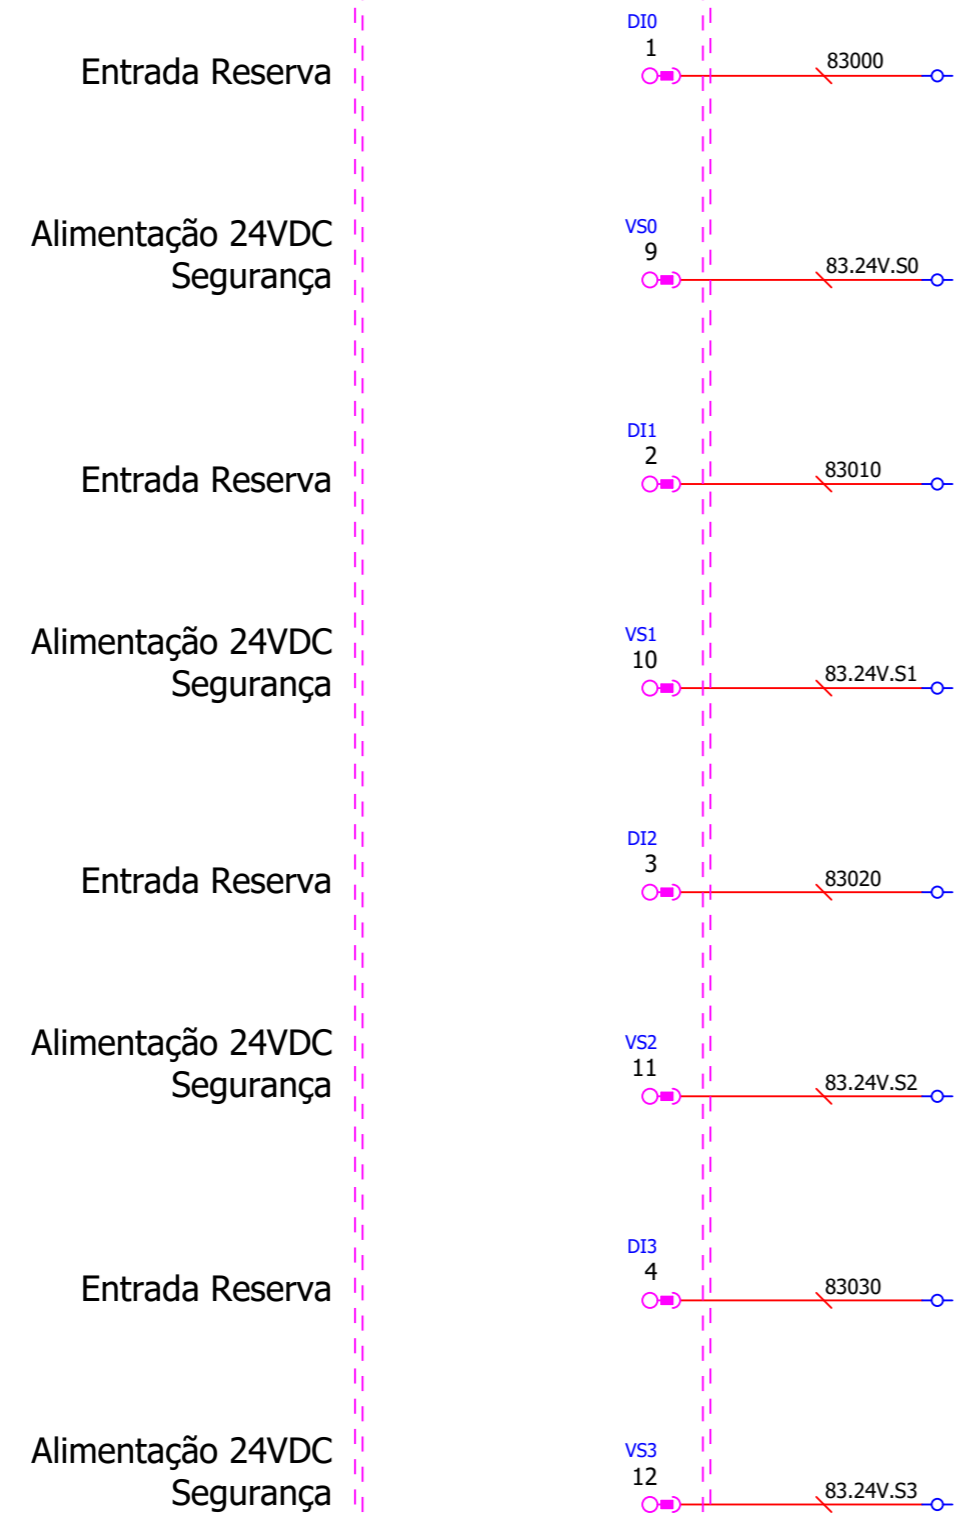 DI0
1
83000
Entrada Reserva
VS0
9
83.24V.S0
Alimentação 24VDC
Segurança
DI1
2
83010
Entrada Reserva
VS1
10
83.24V.S1
Alimentação 24VDC
Segurança
DI2
3
83020
Entrada Reserva
VS2
11
83.24V.S2
Alimentação 24VDC
Segurança
DI3
4
83030
Entrada Reserva
VS3
12
83.24V.S3
Alimentação 24VDC
Segurança